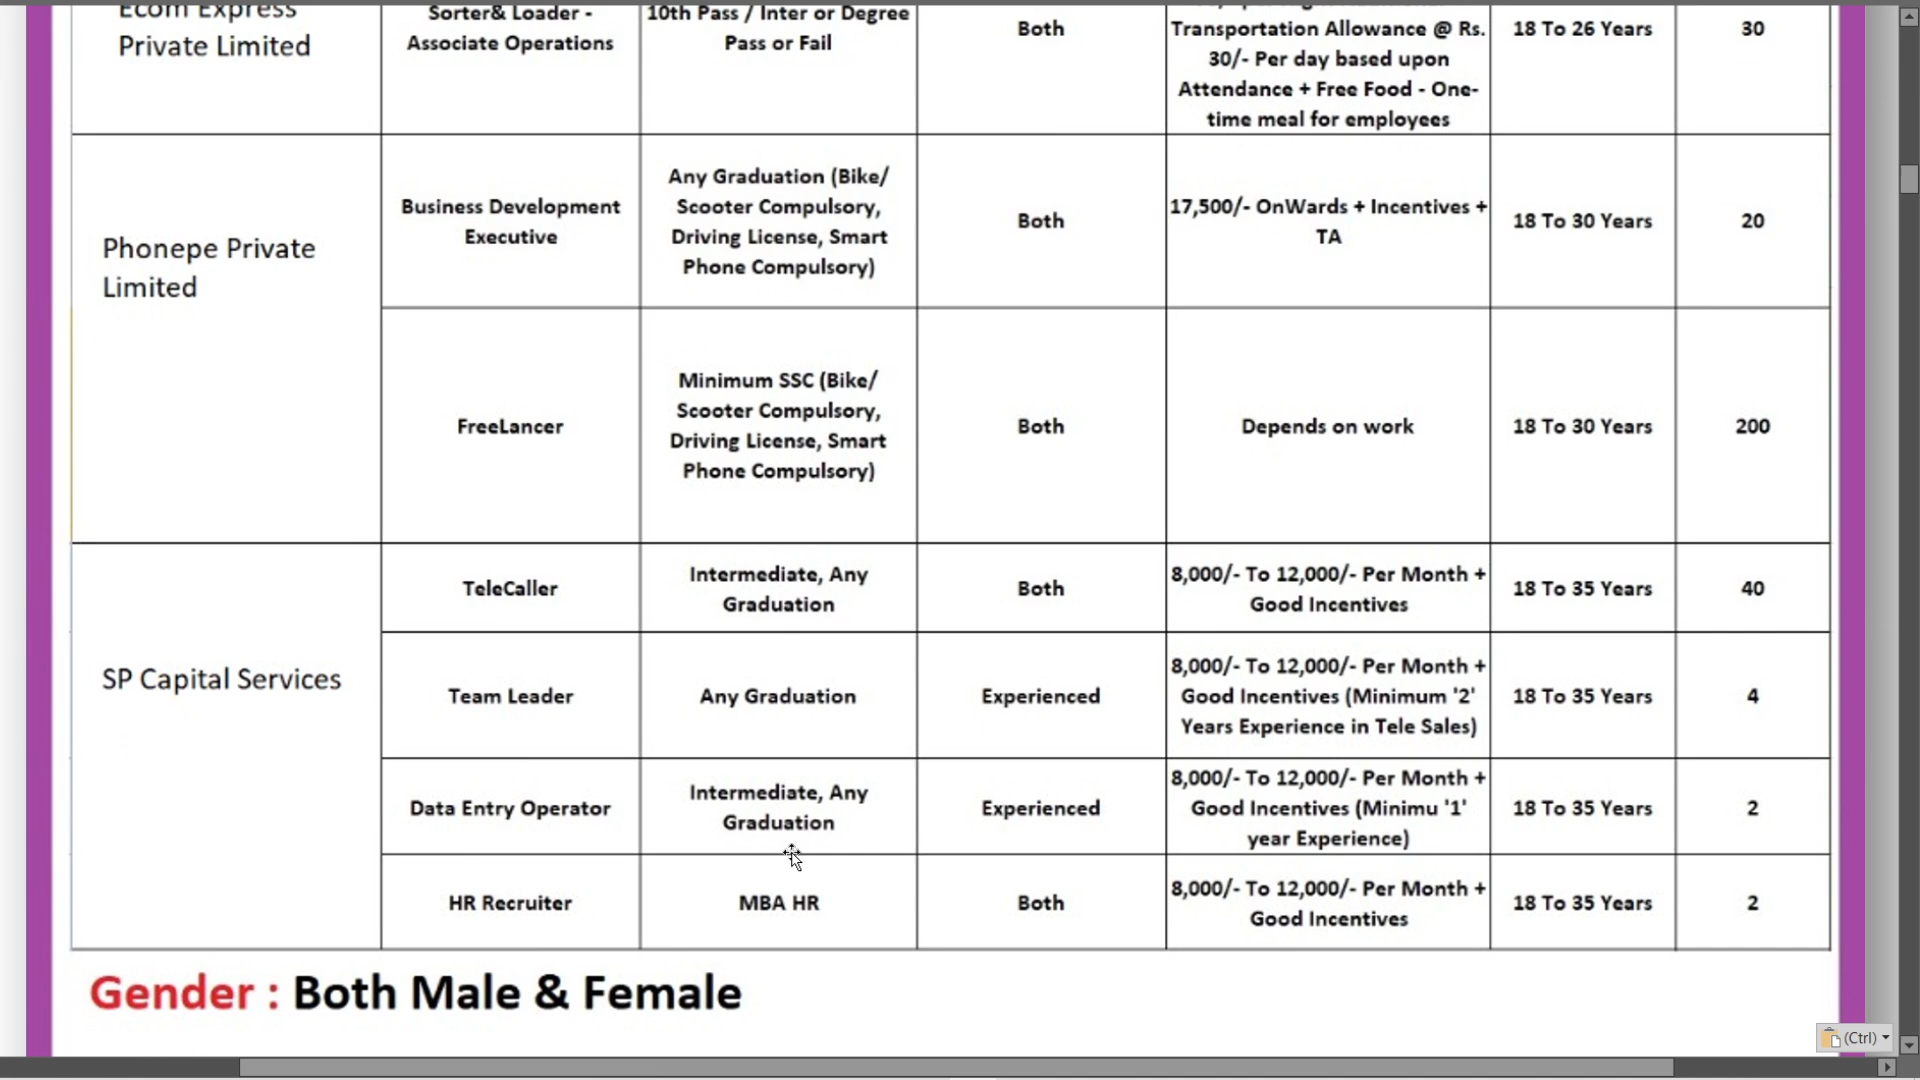 Ecom Express
Private Limited
Sorter& Loader -
Associate Operations
10th Pass / Inter or Degree
Pass or Fail
Both
Transportation Allowance @ Rs.
30/- Per day based upon
Attendance + Free Food - One-
time meal for employees
18 To 26 Years
30
Phonepe Private
Limited
Business Development
Executive
Any Graduation (Bike/
Scooter Compulsory,
Driving License, Smart
Phone Compulsory)
Both
17,500/- OnWards + Incentives +
TA
18 To 30 Years
20
FreeLancer
Minimum SSC (Bike/
Scooter Compulsory,
Driving License, Smart
Phone Compulsory)
Both
Depends on work
18 To 30 Years
200
SP Capital Services
TeleCaller
Intermediate, Any
Graduation
Both
8,000/- To 12,000/- Per Month +
Good Incentives
18 To 35 Years
40
Team Leader
Any Graduation
Experienced
8,000/- To 12,000/- Per Month +
Good Incentives (Minimum '2'
Years Experience in Tele Sales)
18 To 35 Years
4
Data Entry Operator
Intermediate, Any
Graduation
Experienced
8,000/- To 12,000/- Per Month +
Good Incentives (Minimu '1'
year Experience)
18 To 35 Years
2
HR Recruiter
MBA HR
Both
8,000/- To 12,000/- Per Month +
Good Incentives
18 To 35 Years
2
Gender : Both Male & Female
(Ctrl)